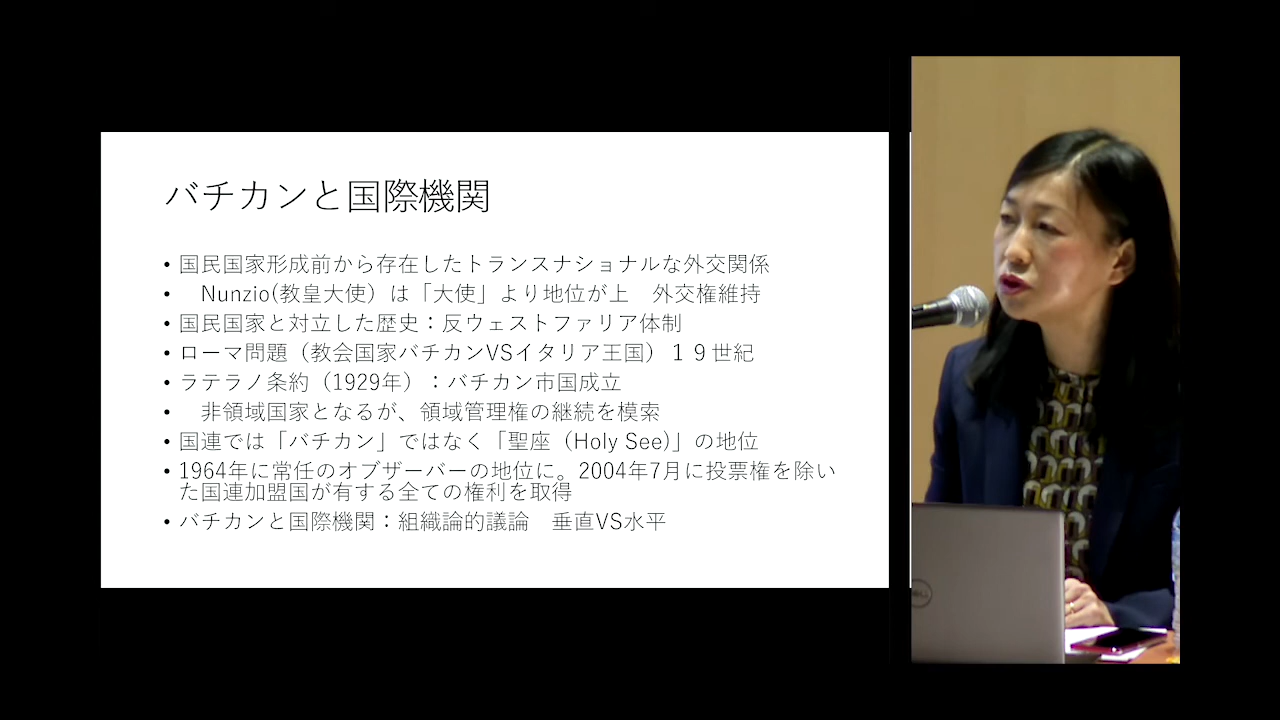 バチカンと国際機関
• 国民国家形成前から存在したトランスナショナルな外交関係
•　Nunzio(教皇大使）は「大使」より地位が上　外交権維持
• 国民国家と対立した歴史：反ウェストファリア体制
• ローマ問題（教会国家バチカンVSイタリア王国）１９世紀
• ラテラノ条約（1929年）：バチカン市国成立
•　非領域国家となるが、領域管理権の継続を模索
• 国連では「バチカン」ではなく「聖座（Holy See)」の地位
• 1964年に常任のオブザーバーの地位に。2004年7月に投票権を除い
た国連加盟国が有する全ての権利を取得
• バチカンと国際機関：組織論的議論　垂直VS水平
DELL